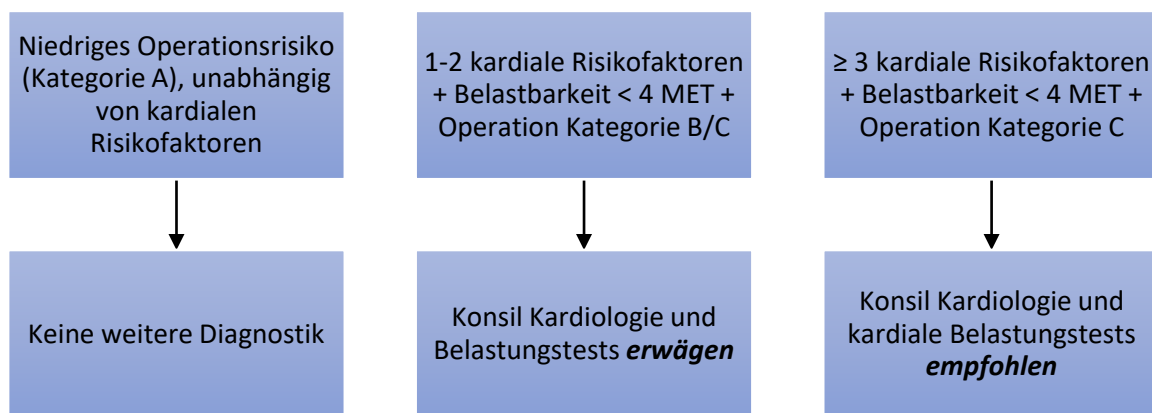 Niedriges Operationsrisiko
(Kategorie A), unabhängig
von kardialen
Risikofaktoren
1-2 kardiale Risikofaktoren
+ Belastbarkeit < 4 MET +
Operation Kategorie B/C
≥ 3 kardiale Risikofaktoren
+ Belastbarkeit < 4 MET +
Operation Kategorie C
Keine weitere Diagnostik
Konsil Kardiologie und
Belastungstests erwägen
Konsil Kardiologie und
kardiale Belastungstests
empfohlen